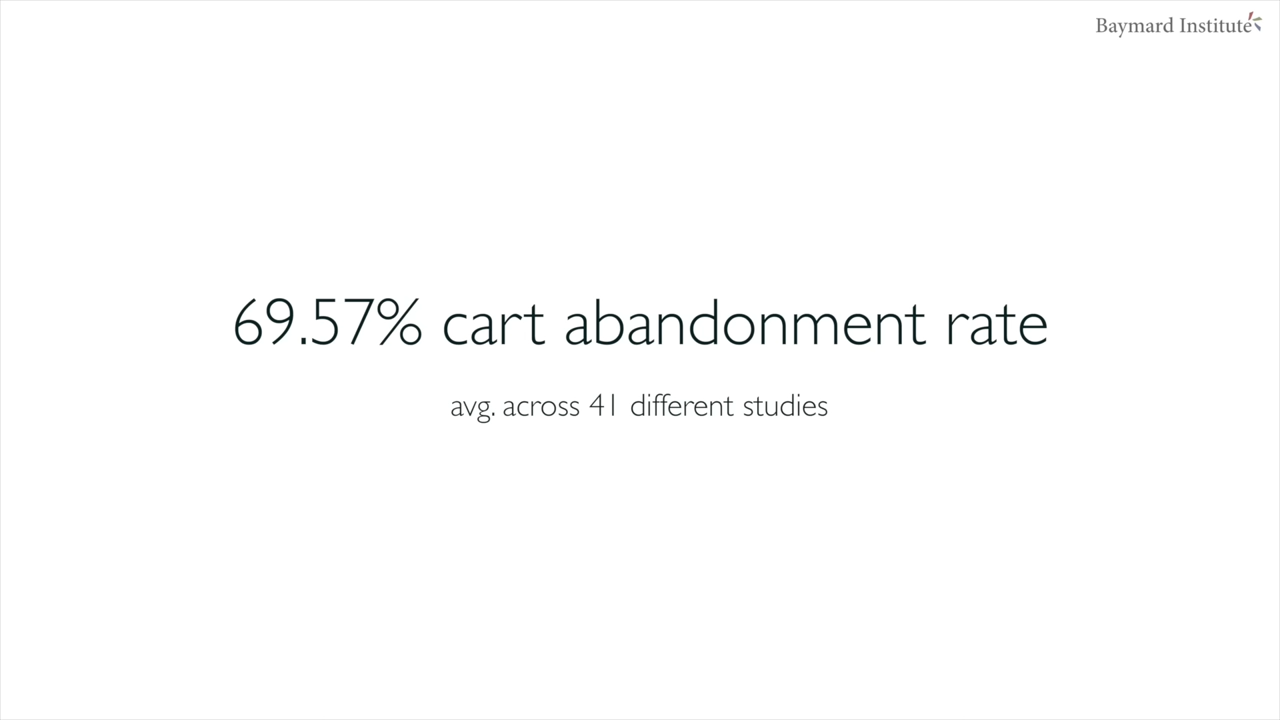 Baymard Institute
69.57% cart abandonment rate
avg. across 41 different studies